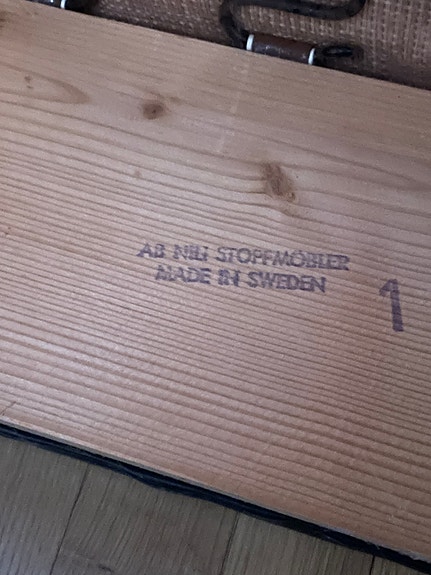 AB NILI STOPPMÖBLER
MADE IN SWEDEN
1